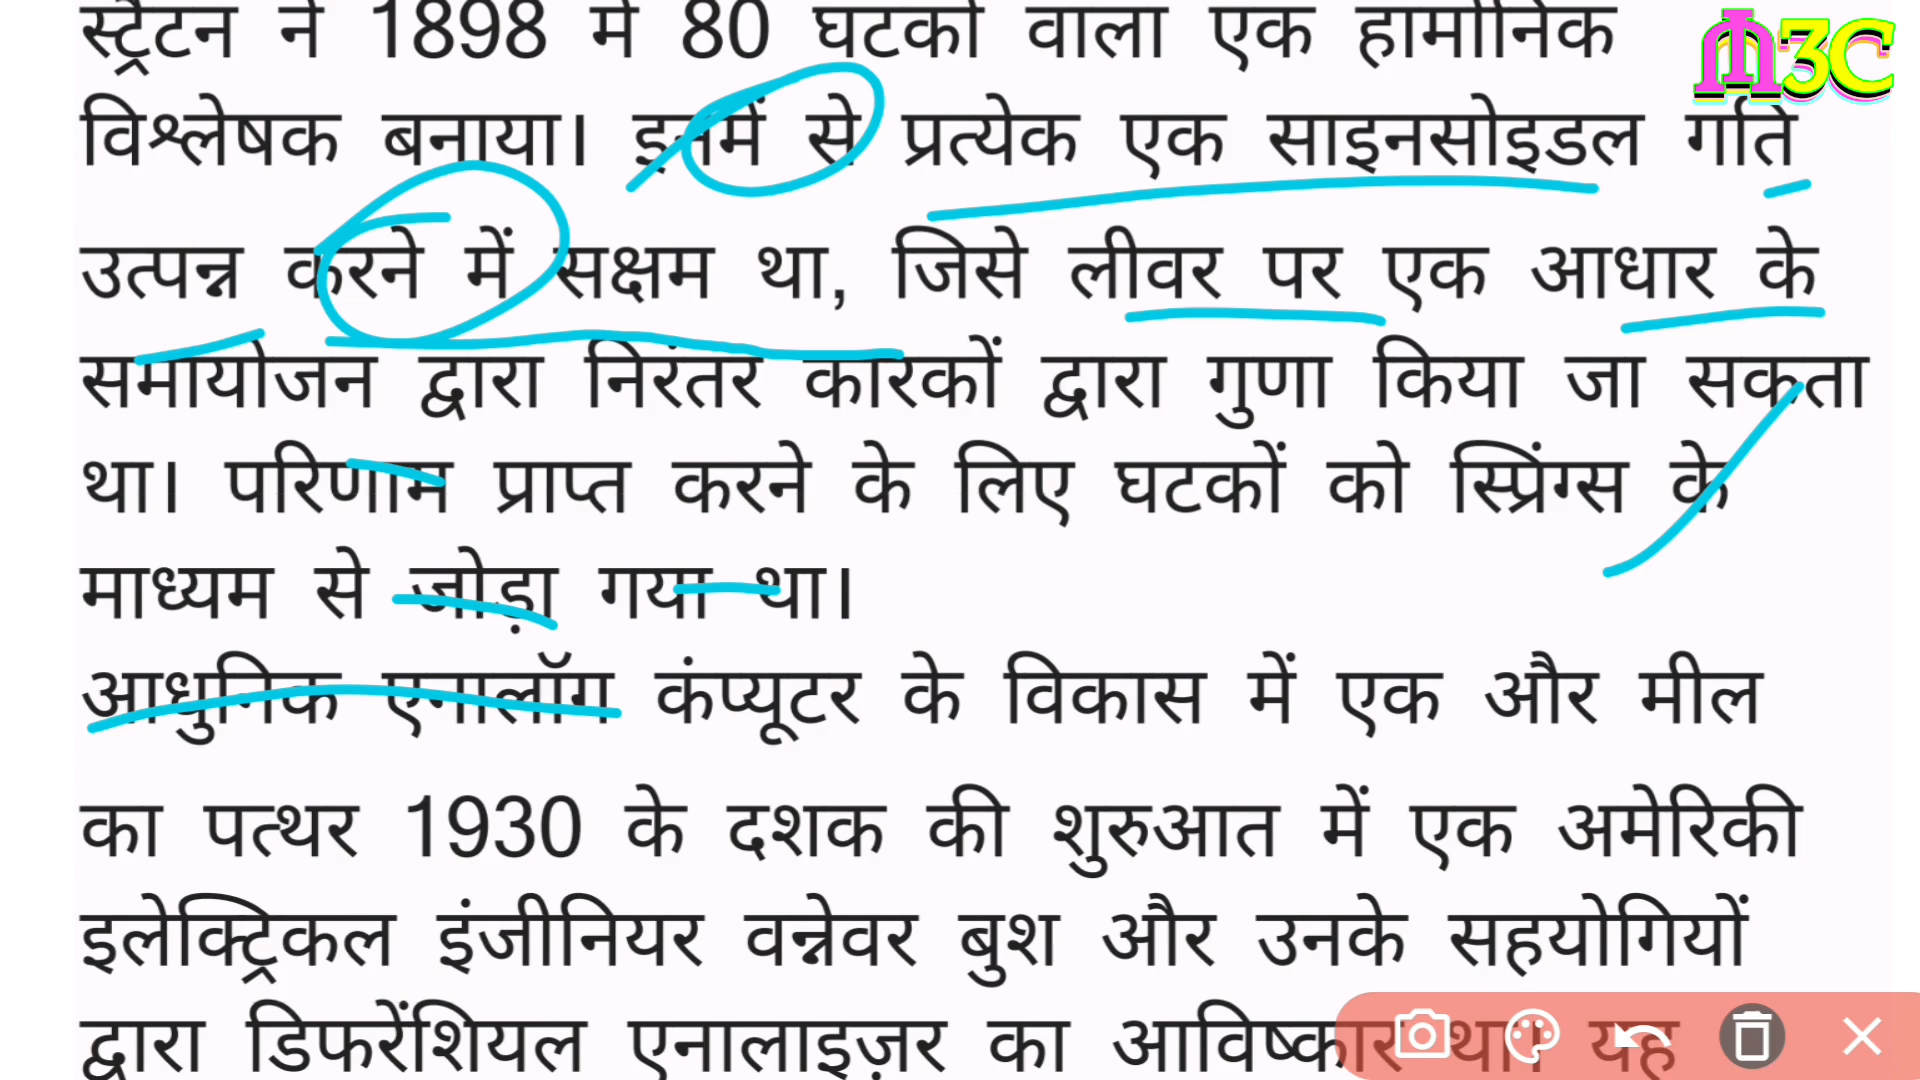 स्ट्रैटन ने 1898 में 80 घटकों वाला एक हार्मोनिक
M3C
विश्लेषक बनाया। इनमें से प्रत्येक एक साइनसोइडल गति
उत्पन्न करने में सक्षम था, जिसे लीवर पर एक आधार के
समायोजन द्वारा निरंतर कारकों द्वारा गुणा किया जा सकता
था। परिणाम प्राप्त करने के लिए घटकों को स्प्रिंग्स के
माध्यम से जोड़ा गया था।
आधुनिक एनालॉग कंप्यूटर के विकास में एक और मील
का पत्थर 1930 के दशक की शुरुआत में एक अमेरिकी
इलेक्ट्रिकल इंजीनियर वन्नेवर बुश और उनके सहयोगियों
द्वारा डिफरेंशियल एनालाइज़र का आविष्कार था। यह